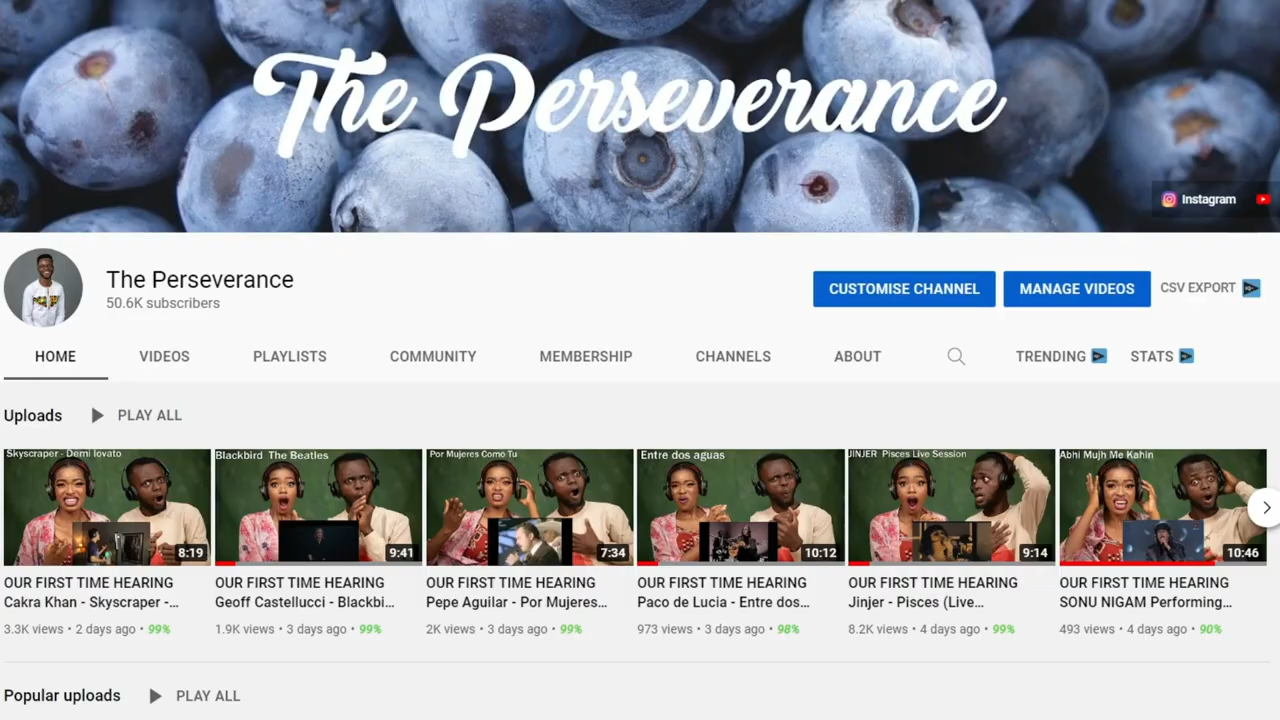 The Perseverance
Instagram
The Perseverance
50.6K subscribers
CUSTOMISE CHANNEL
MANAGE VIDEOS
CSV EXPORT
HOME
VIDEOS
PLAYLISTS
COMMUNITY
MEMBERSHIP
CHANNELS
ABOUT
TRENDING
STATS
Uploads
PLAY ALL
Skyscraper - Demi lovato
8:19
OUR FIRST TIME HEARING
Cakra Khan - Skyscraper -...
3.3K views • 2 days ago • 99%
Blackbird The Beatles
9:41
OUR FIRST TIME HEARING
Geoff Castellucci - Blackbi...
1.9K views • 3 days ago • 99%
Por Mujeres Como Tu
7:34
OUR FIRST TIME HEARING
Pepe Aguilar - Por Mujeres...
2K views • 3 days ago • 99%
Entre dos aguas
10:12
OUR FIRST TIME HEARING
Paco de Lucia - Entre dos...
973 views • 3 days ago • 98%
JINJER Pisces Live Session
9:14
OUR FIRST TIME HEARING
Jinjer - Pisces (Live...
8.2K views • 4 days ago • 99%
Abhi Mujh Me Kahin
10:46
OUR FIRST TIME HEARING
SONU NIGAM Performing...
493 views • 4 days ago • 90%
Popular uploads
PLAY ALL